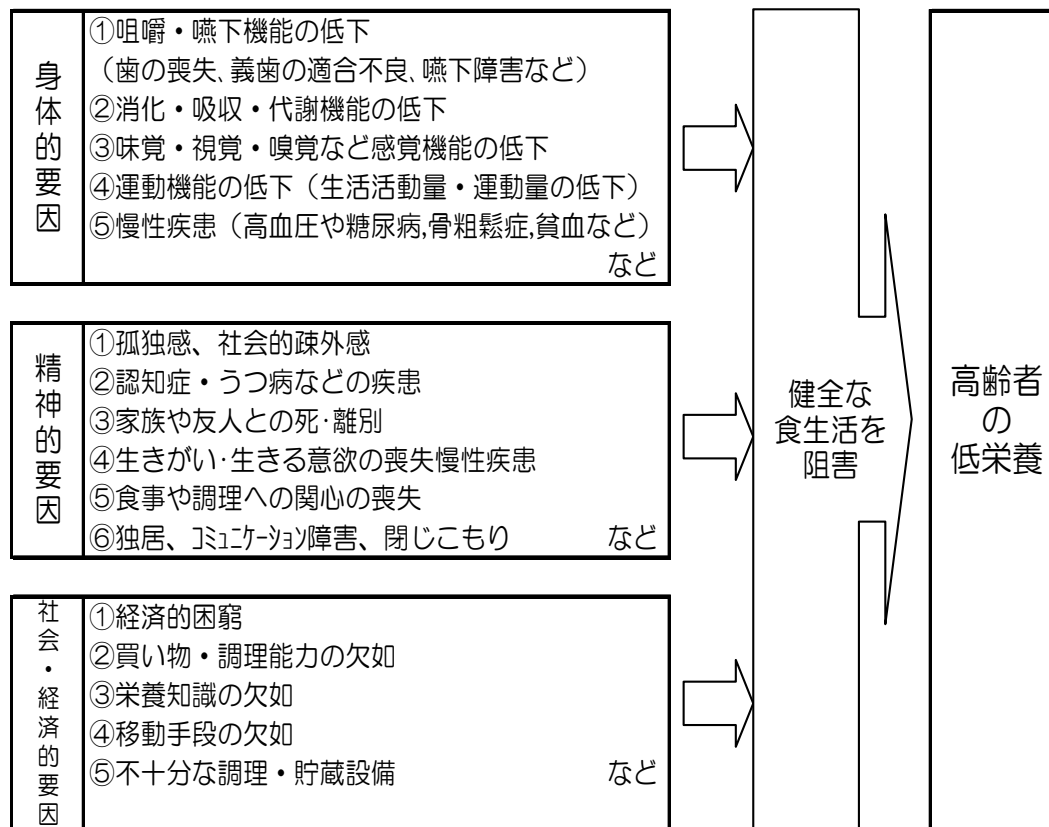 身体的要因
①咀嚼・嚥下機能の低下
（歯の喪失、義歯の適合不良、嚥下障害など）
②消化・吸収・代謝機能の低下
③味覚・視覚・嗅覚など感覚機能の低下
④運動機能の低下（生活活動量・運動量の低下）
⑤慢性疾患（高血圧や糖尿病,骨粗鬆症,貧血など）
など
精神的要因
①孤独感、社会的疎外感
②認知症・うつ病などの疾患
③家族や友人との死･離別
④生きがい･生きる意欲の喪失慢性疾患
⑤食事や調理への関心の喪失
⑥独居、ｺﾐｭﾆｹｰｼｮﾝ障害、閉じこもり など
社会・経済的要因
①経済的困窮
②買い物・調理能力の欠如
③栄養知識の欠如
④移動手段の欠如
⑤不十分な調理・貯蔵設備 など
健全な
食生活を
阻害
高齢者
の
低栄養